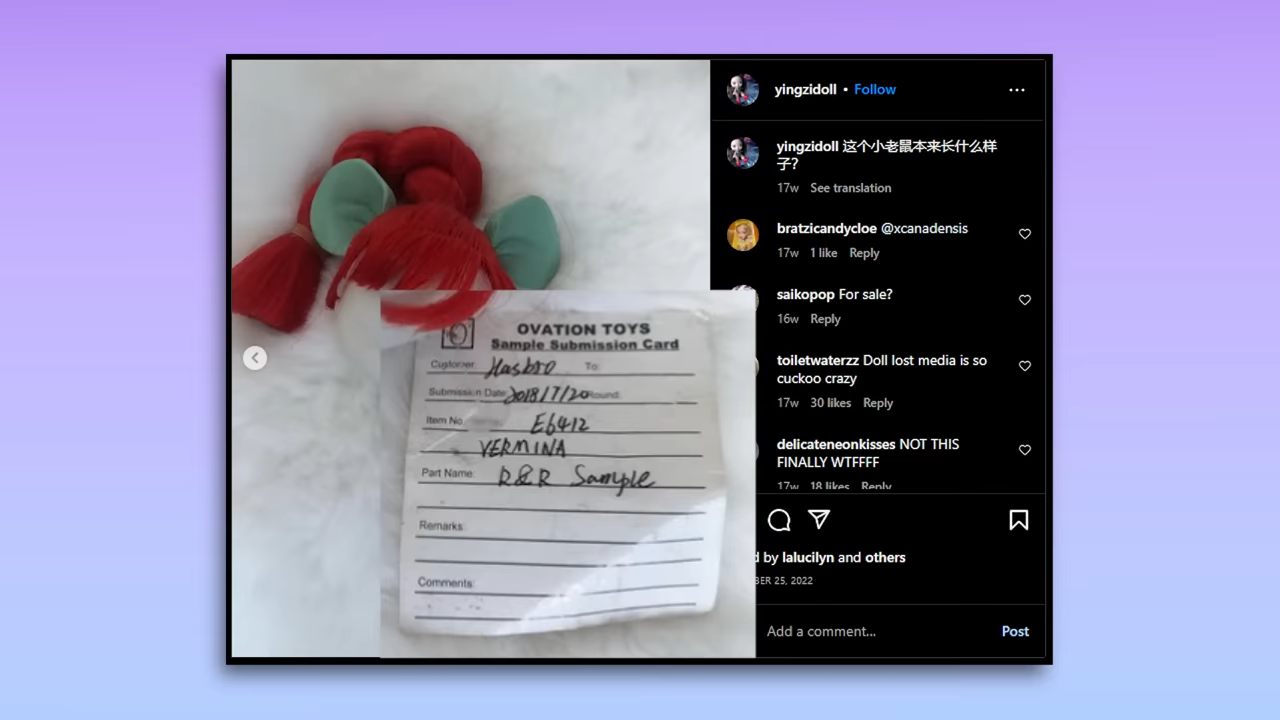 yingzidoll • Follow
yingzidoll 这个小老鼠本来长什么样
子?
17w See translation
bratzicandycloe @xcanadensis
17w 1 like Reply
saikopop For sale?
16w Reply
toiletwaterzz Doll lost media is so
cuckoo crazy
17w 30 likes Reply
delicateneonkisses NOT THIS
FINALLY WTFFFF
17w 18 likes Reply
d by lalucilyn and others
BER 25, 2022
Add a comment... Post
OVATION TOYS
Sample Submission Card
Customer: Hasbro To:
Submission Date: 2018/7/20 Round:
Item No. E6412
VERMINA
Part Name: R&R Sample
Remarks:
Comments: